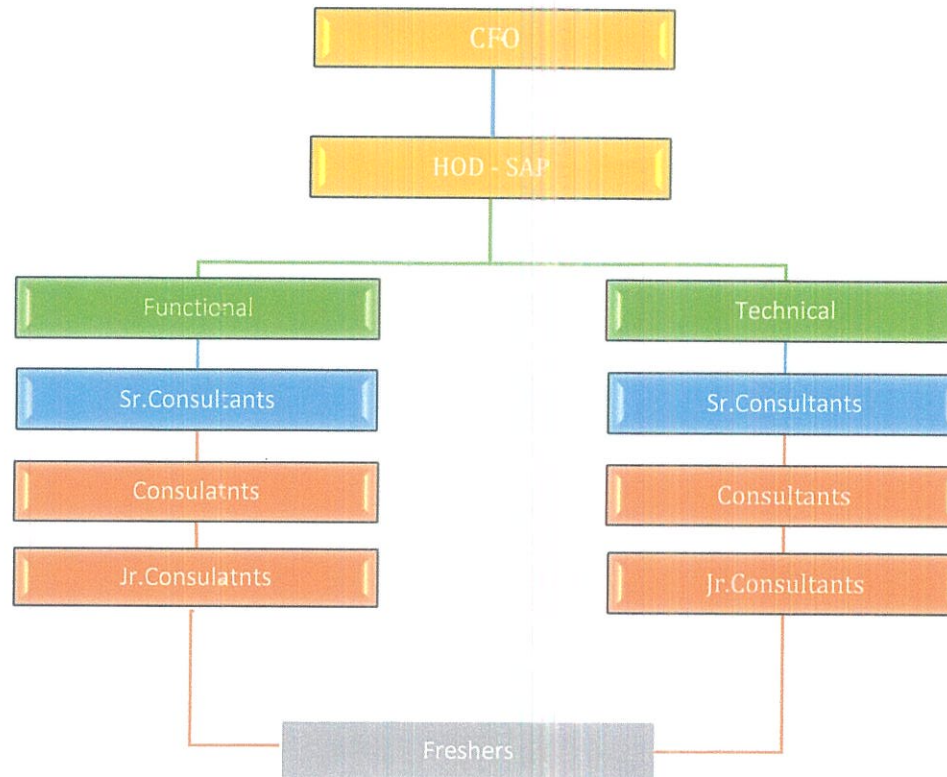 CFO
HOD - SAP
Functional
Technical
Sr.Consultants
Sr.Consultants
Consulatnts
Consultants
Jr.Consulatnts
Jr.Consultants
Freshers